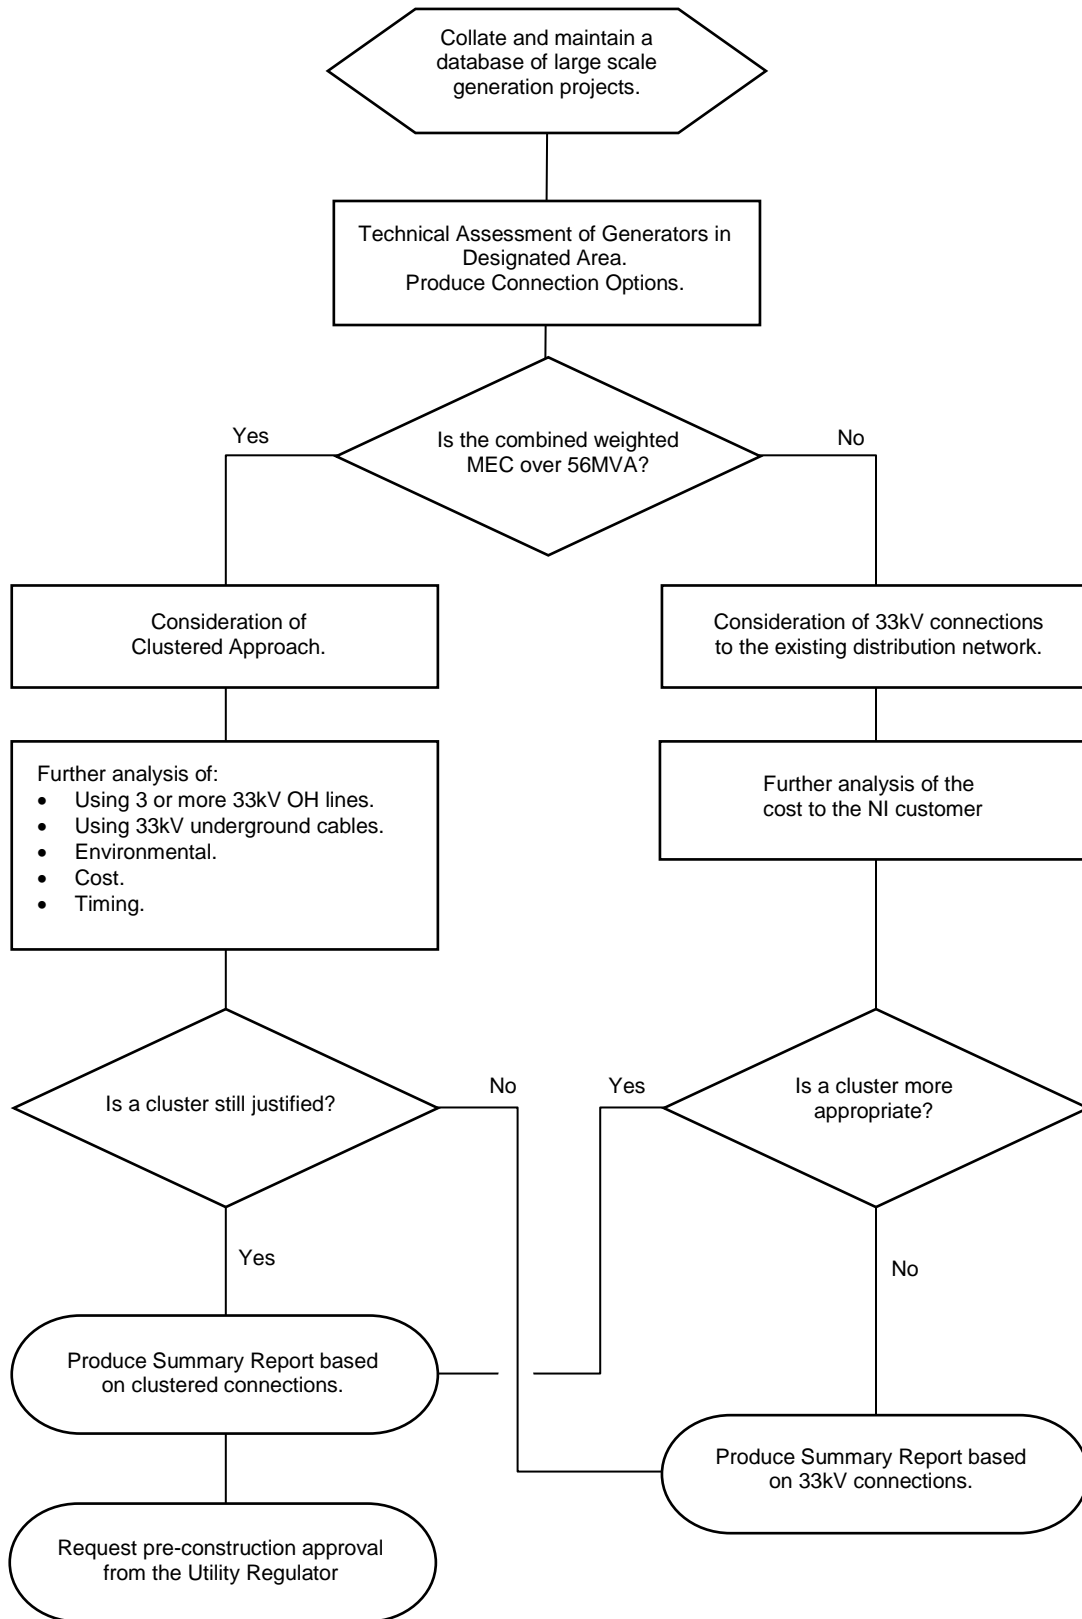 Collate and maintain a
database of large scale
generation projects.
Technical Assessment of Generators in
Designated Area.
Produce Connection Options.
Is the combined weighted
MEC over 56MVA?
Yes
No
Consideration of
Clustered Approach.
Consideration of 33kV connections
to the existing distribution network.
Further analysis of:
• Using 3 or more 33kV OH lines.
• Using 33kV underground cables.
• Environmental.
• Cost.
• Timing.
Further analysis of the
cost to the NI customer
Is a cluster still justified?
No
Yes
Is a cluster more
appropriate?
Yes
No
Produce Summary Report based
on clustered connections.
Produce Summary Report based
on 33kV connections.
Request pre-construction approval
from the Utility Regulator